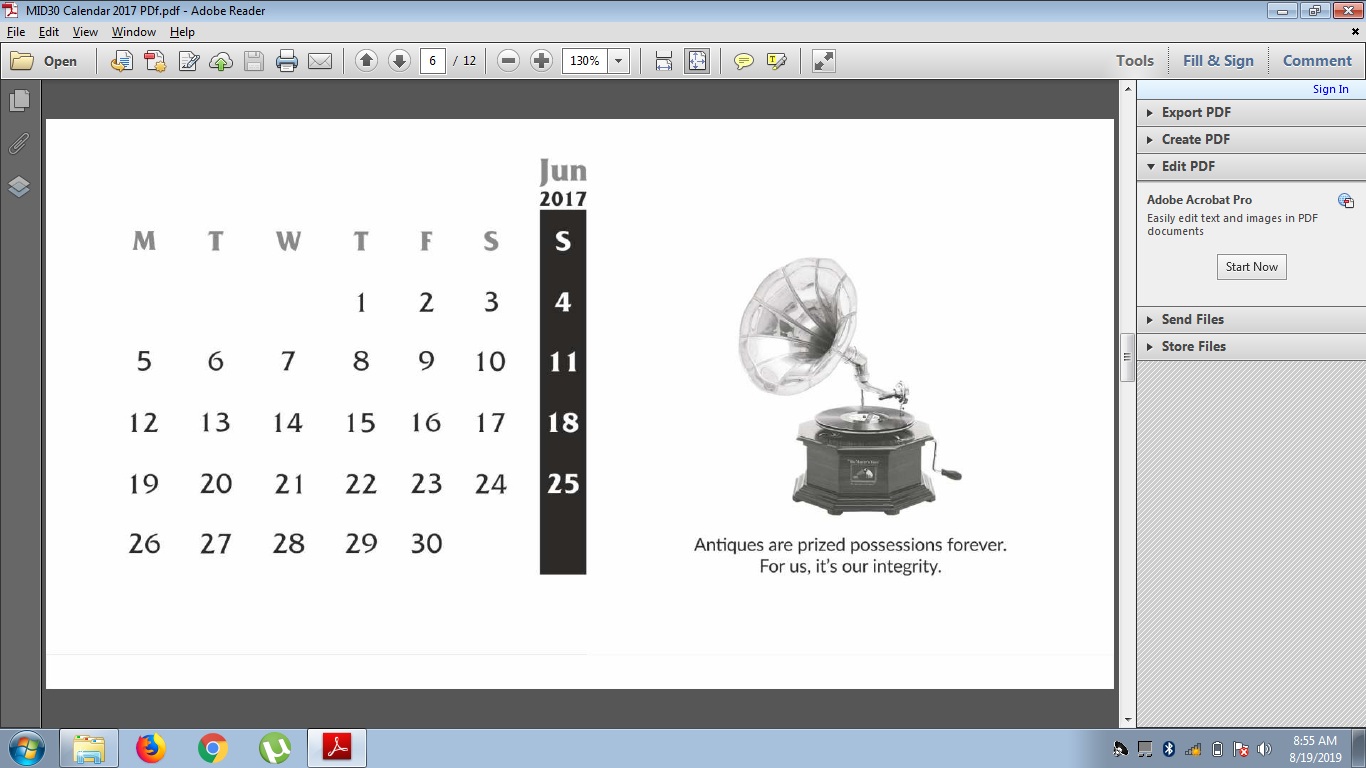 MID30 Calendar 2017 PDf.pdf - Adobe Reader
File Edit View Window Help
Open 6 / 12 130% Tools Fill & Sign Comment
Sign In
Export PDF
Create PDF
Edit PDF
Adobe Acrobat Pro
Easily edit text and images in PDF
documents
Start Now
Send Files
Store Files
Jun
2017
M T W T F S S
1 2 3 4
5 6 7 8 9 10 11
12 13 14 15 16 17 18
19 20 21 22 23 24 25
26 27 28 29 30
Antiques are prized possessions forever.
For us, it's our integrity.
8:55 AM
8/19/2019